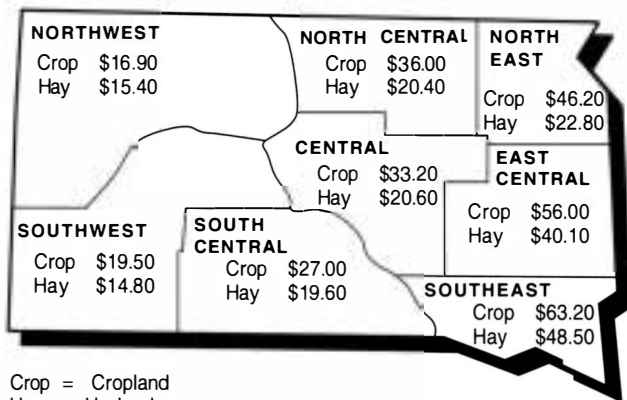 NORTHWEST
Crop $16.90
Hay $15.40
NORTH CENTRAL
Crop $36.00
Hay $20.40
NORTH
EAST
Crop $46.20
Hay $22.80
CENTRAL
Crop $33.20
Hay $20.60
EAST
CENTRAL
Crop $56.00
Hay $40.10
SOUTHWEST
Crop $19.50
Hay $14.80
SOUTH
CENTRAL
Crop $27.00
Hay $19.60
SOUTHEAST
Crop $63.20
Hay $48.50
Crop = Cropland